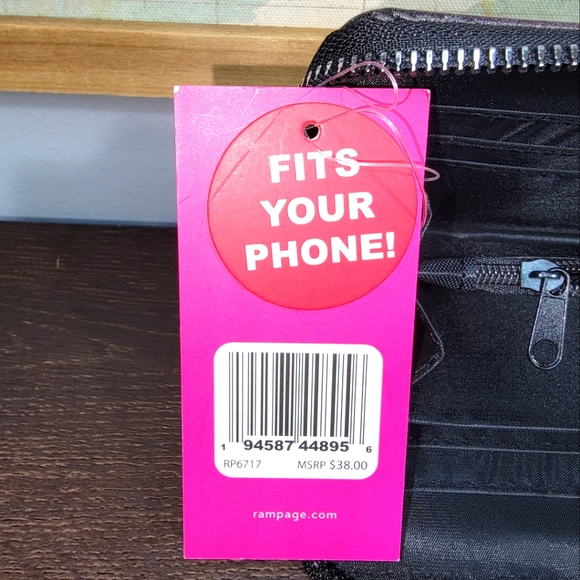 FITS
YOUR
PHONE!
1 94587 44895 6
RP6717 MSRP $38.00
rampage.com